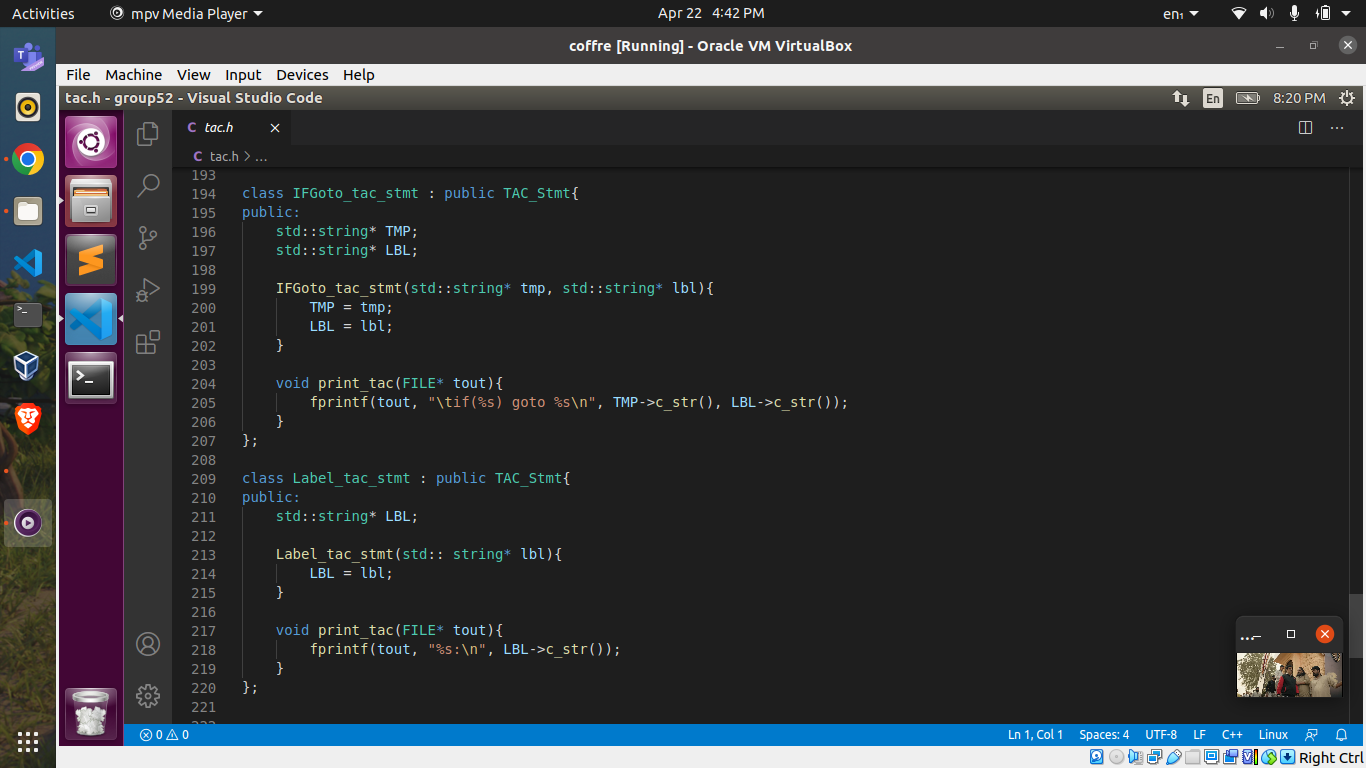 Activities
mpv Media Player
Apr 22 4:42 PM
en₁
coffre [Running] - Oracle VM VirtualBox
File Machine View Input Devices Help
tac.h - group52 - Visual Studio Code
En
8:20 PM
C tac.h
C tac.h > ...
193
194 class IFGoto_tac_stmt : public TAC_Stmt{
195 public:
196     std::string* TMP;
197     std::string* LBL;
198
199     IFGoto_tac_stmt(std::string* tmp, std::string* lbl){
200         TMP = tmp;
201         LBL = lbl;
202     }
203
204     void print_tac(FILE* tout){
205         fprintf(tout, "\tif(%s) goto %s\n", TMP->c_str(), LBL->c_str());
206     }
207 };
208
209 class Label_tac_stmt : public TAC_Stmt{
210 public:
211     std::string* LBL;
212
213     Label_tac_stmt(std:: string* lbl){
214         LBL = lbl;
215     }
216
217     void print_tac(FILE* tout){
218         fprintf(tout, "%s:\n", LBL->c_str());
219     }
220 };
221
...
0 0
Ln 1, Col 1 Spaces: 4 UTF-8 LF C++ Linux
Right Ctrl